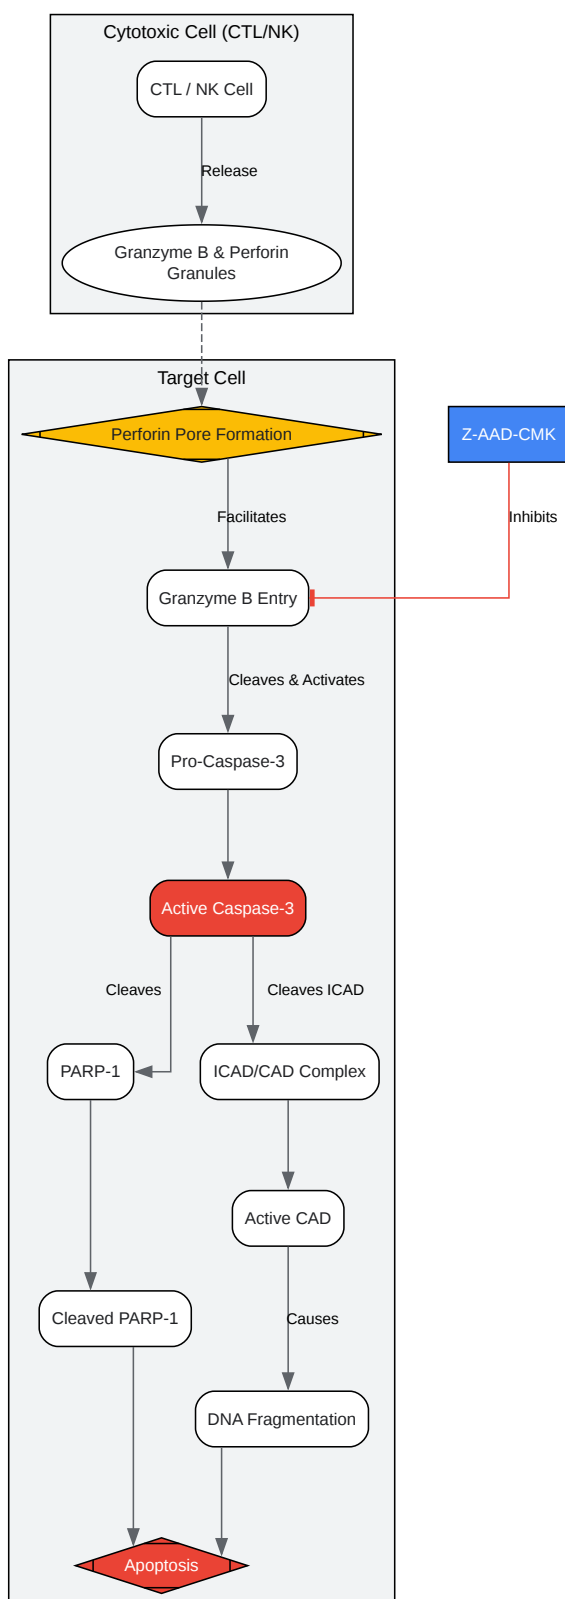 Cytotoxic Cell (CTL/NK)
CTL / NK Cell
Release
Granzyme B & Perforin
Granules
Target Cell
Perforin Pore Formation
Z-AAD-CMK
Facilitates
Inhibits
Granzyme B Entry
Cleaves & Activates
Pro-Caspase-3
Active Caspase-3
Cleaves
Cleaves ICAD
PARP-1
ICAD/CAD Complex
Active CAD
Cleaved PARP-1
Causes
DNA Fragmentation
Apoptosis